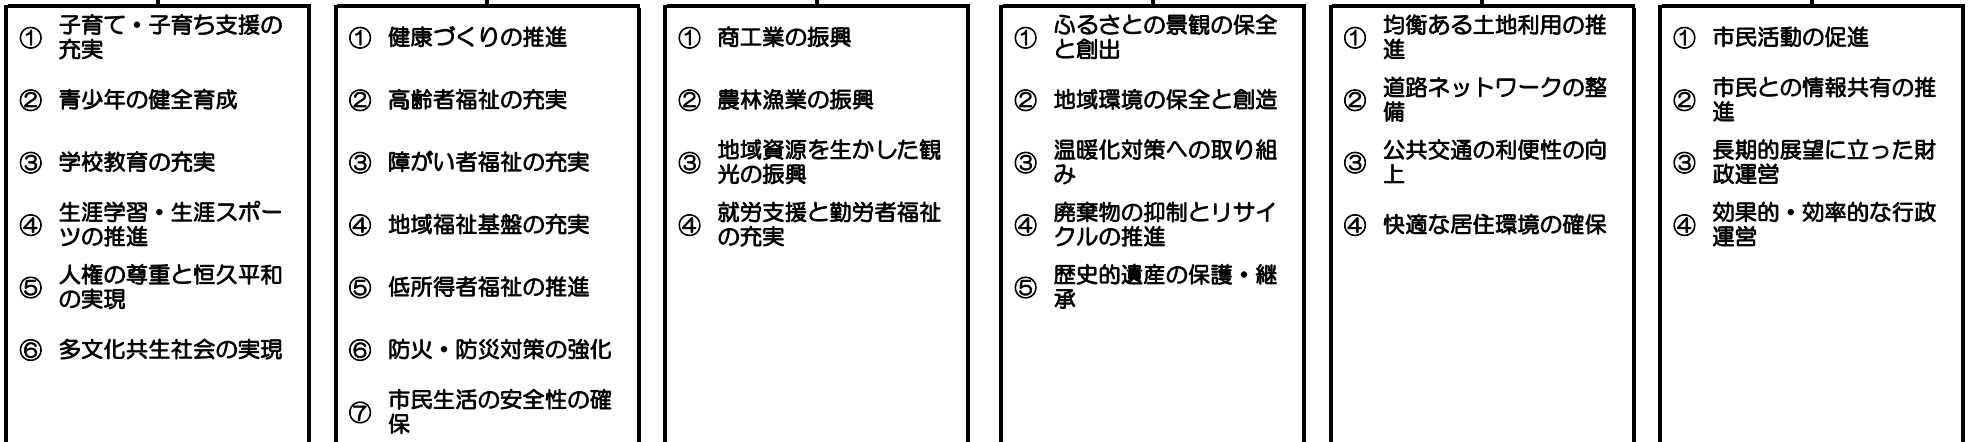 ① 子育て・子育ち支援の
充実
② 青少年の健全育成
③ 学校教育の充実
④ 生涯学習・生涯スポー
ツの推進
⑤ 人権の尊重と恒久平和
の実現
⑥ 多文化共生社会の実現
① 健康づくりの推進
② 高齢者福祉の充実
③ 障がい者福祉の充実
④ 地域福祉基盤の充実
⑤ 低所得者福祉の推進
⑥ 防火・防災対策の強化
⑦ 市民生活の安全性の確
保
① 商工業の振興
② 農林漁業の振興
③ 地域資源を生かした観
光の振興
④ 就労支援と勤労者福祉
の充実
① ふるさとの景観の保全
と創出
② 地域環境の保全と創造
③ 温暖化対策への取り組
み
④ 廃棄物の抑制とリサイ
クルの推進
⑤ 歴史的遺産の保護・継
承
① 均衡ある土地利用の推
進
② 道路ネットワークの整
備
③ 公共交通の利便性の向
上
④ 快適な居住環境の確保
① 市民活動の促進
② 市民との情報共有の推
進
③ 長期的展望に立った財
政運営
④ 効果的・効率的な行政
運営